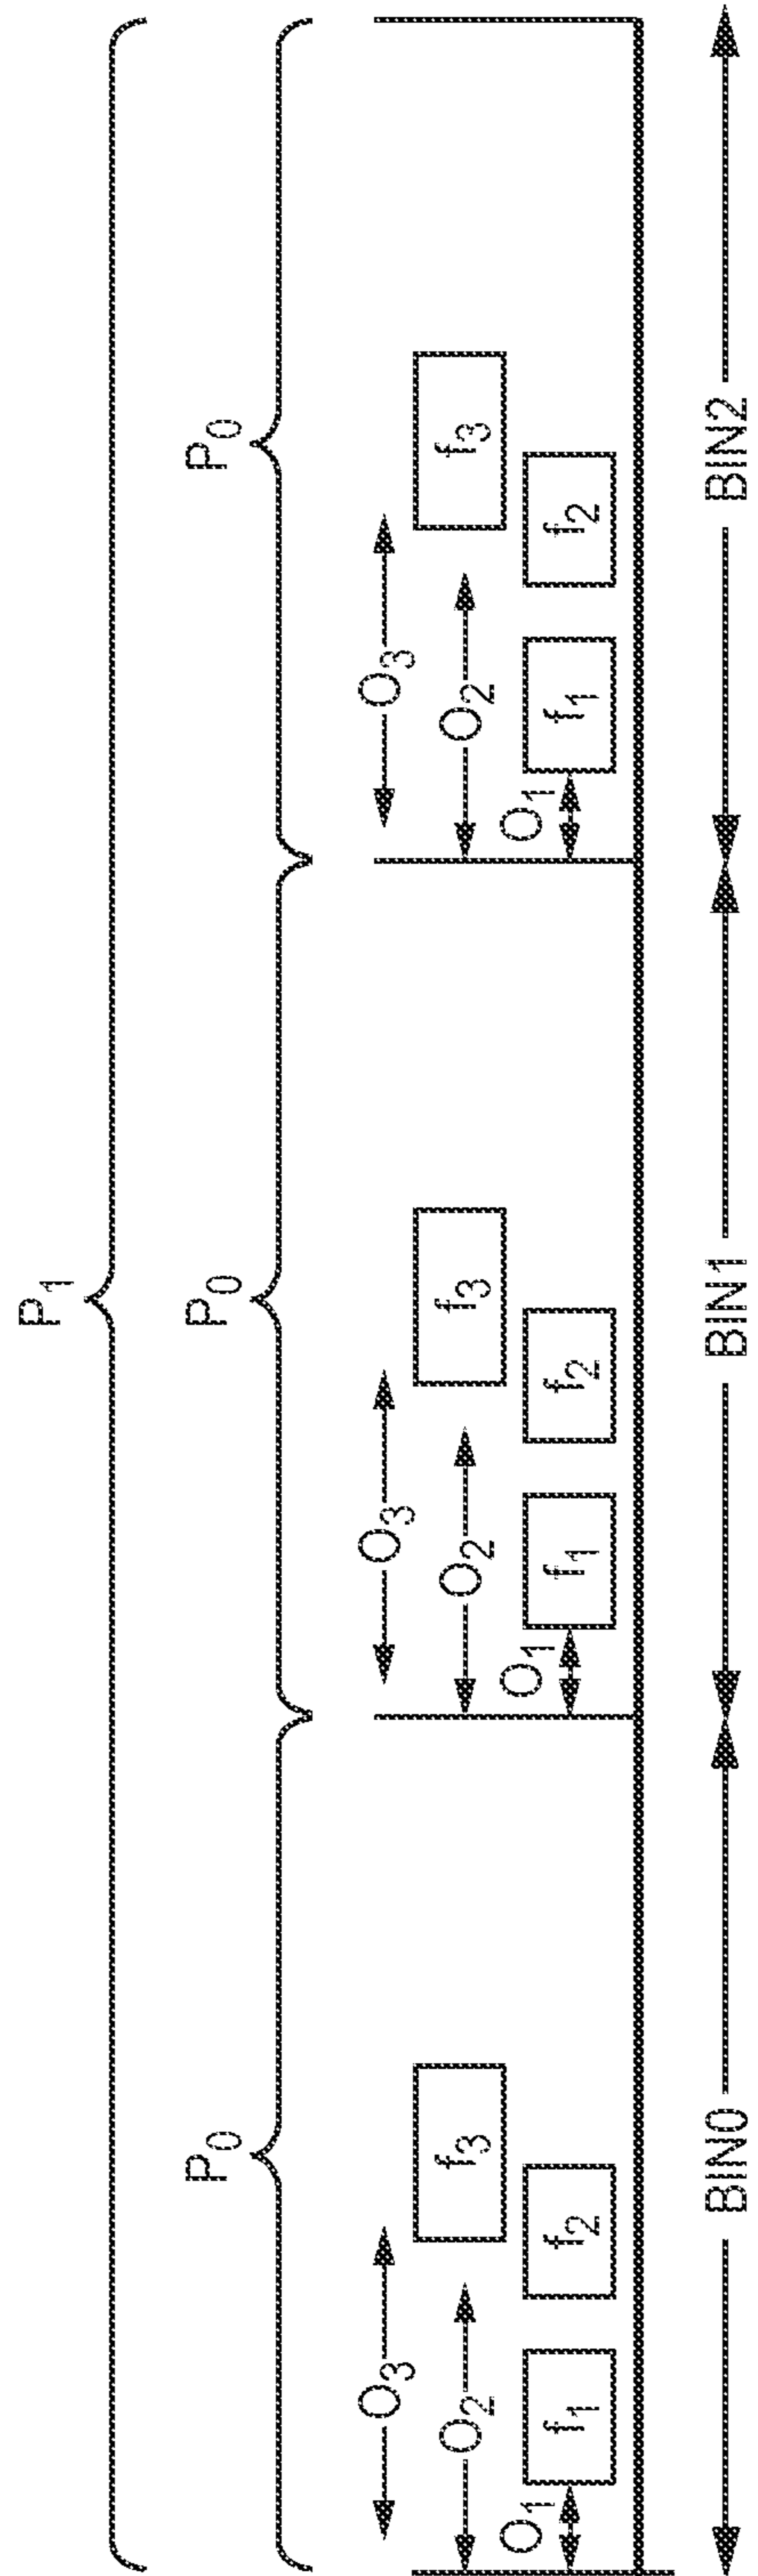 P₁
P₀ P₀ P₀
O₃ O₃ O₃
f₃ f₃ f₃
O₂ O₂ O₂
O₁ f₁ f₂ O₁ f₁ f₂ O₁ f₁ f₂
BIN0 BIN1 BIN2